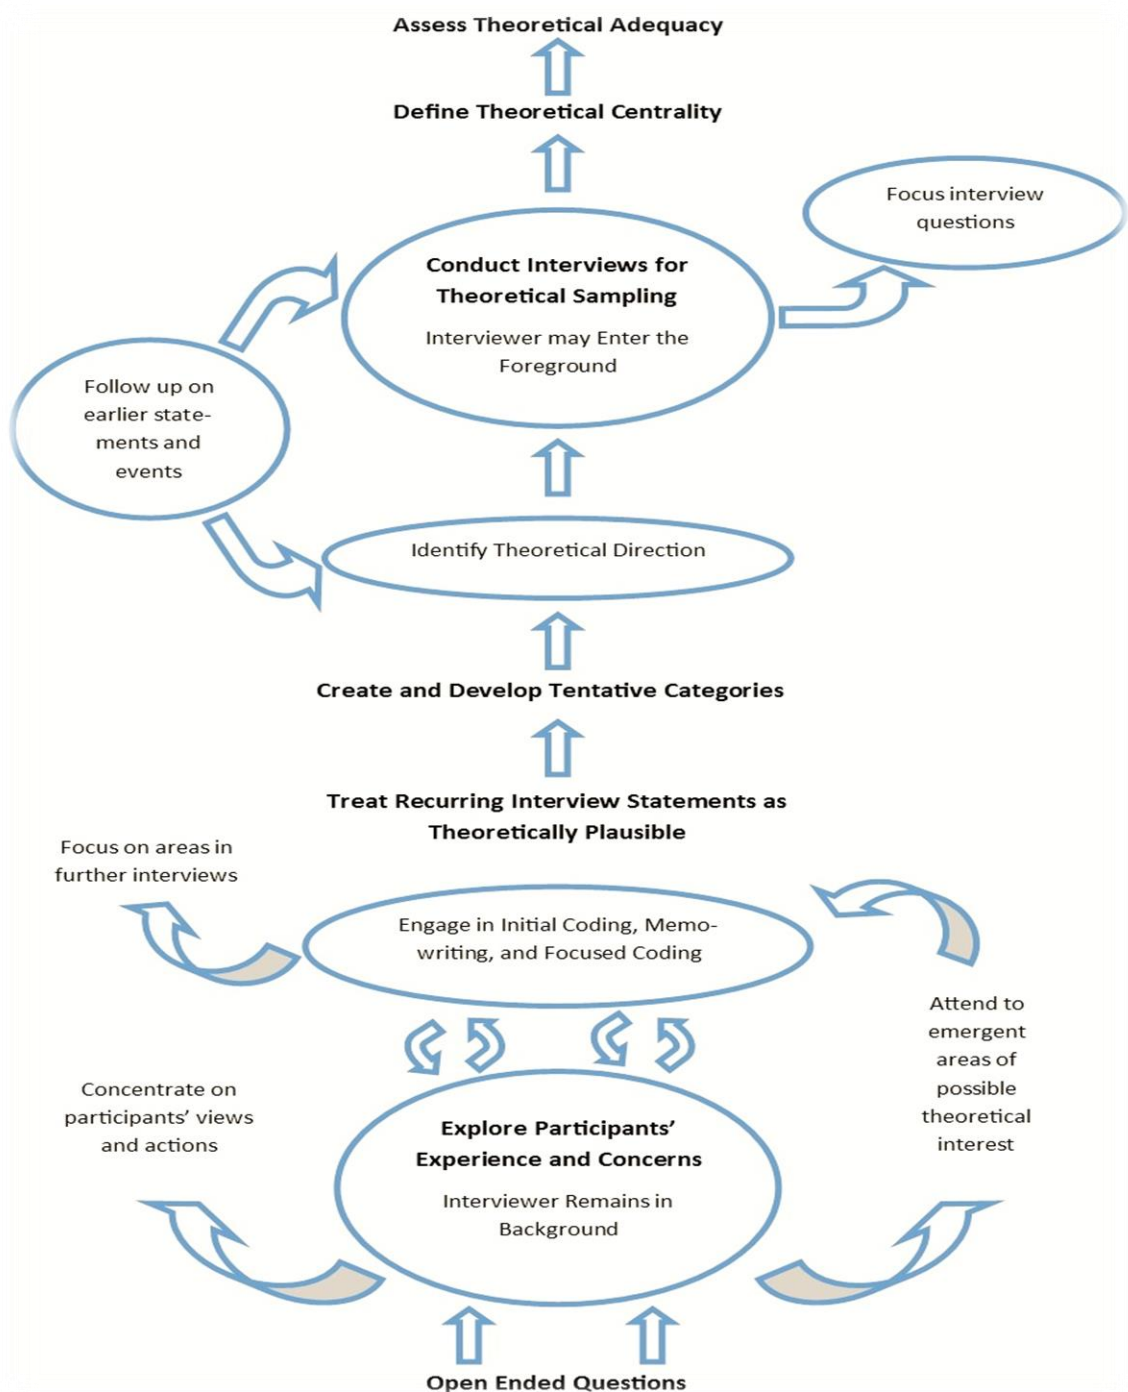 Assess Theoretical Adequacy
Define Theoretical Centrality
Focus interview
questions
Conduct Interviews for
Theoretical Sampling
Interviewer may Enter the
Foreground
Follow up on
earlier state-
ments and
events
Identify Theoretical Direction
Create and Develop Tentative Categories
Treat Recurring Interview Statements as
Theoretically Plausible
Focus on areas in
further interviews
Engage in Initial Coding, Memo-
writing, and Focused Coding
Attend to
emergent
areas of
possible
theoretical
interest
Concentrate on
participants’ views
and actions
Explore Participants’
Experience and Concerns
Interviewer Remains in
Background
Open Ended Questions